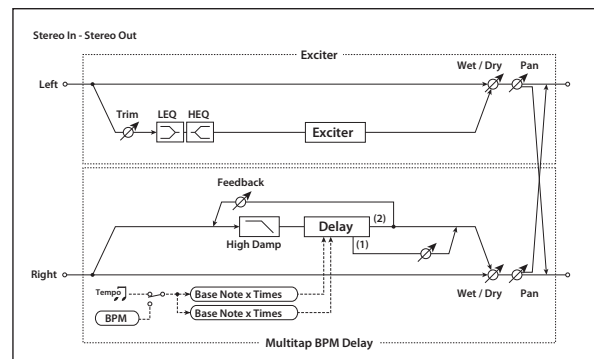 Stereo In - Stereo Out
Exciter
Wet / Dry
Pan
Left
Trim
LEQ
HEQ
Exciter
Feedback
Delay
(2)
High Damp
(1)
Right
Tempo
Base Note x Times
BPM
Base Note x Times
Wet / Dry
Pan
Multitap BPM Delay